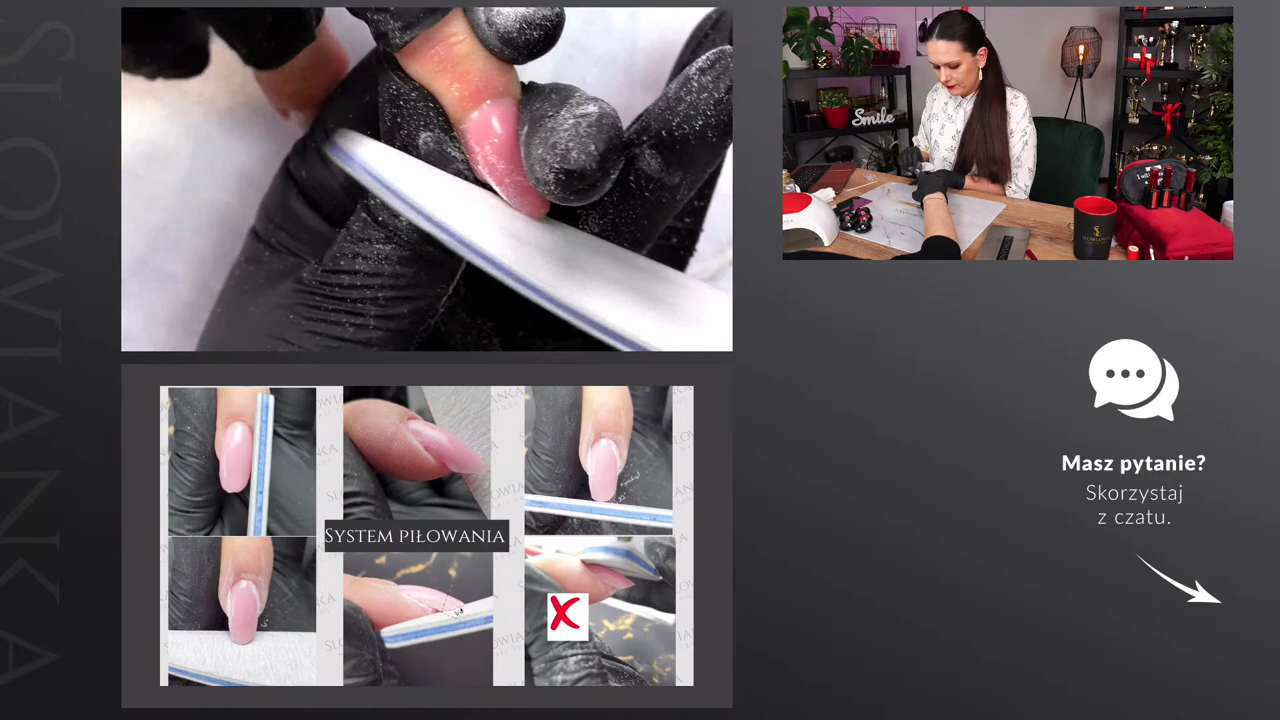 SLOWIANKA
Smile
SYSTEM PIŁOWANIA
X
Masz pytanie?
Skorzystaj
z czatu.